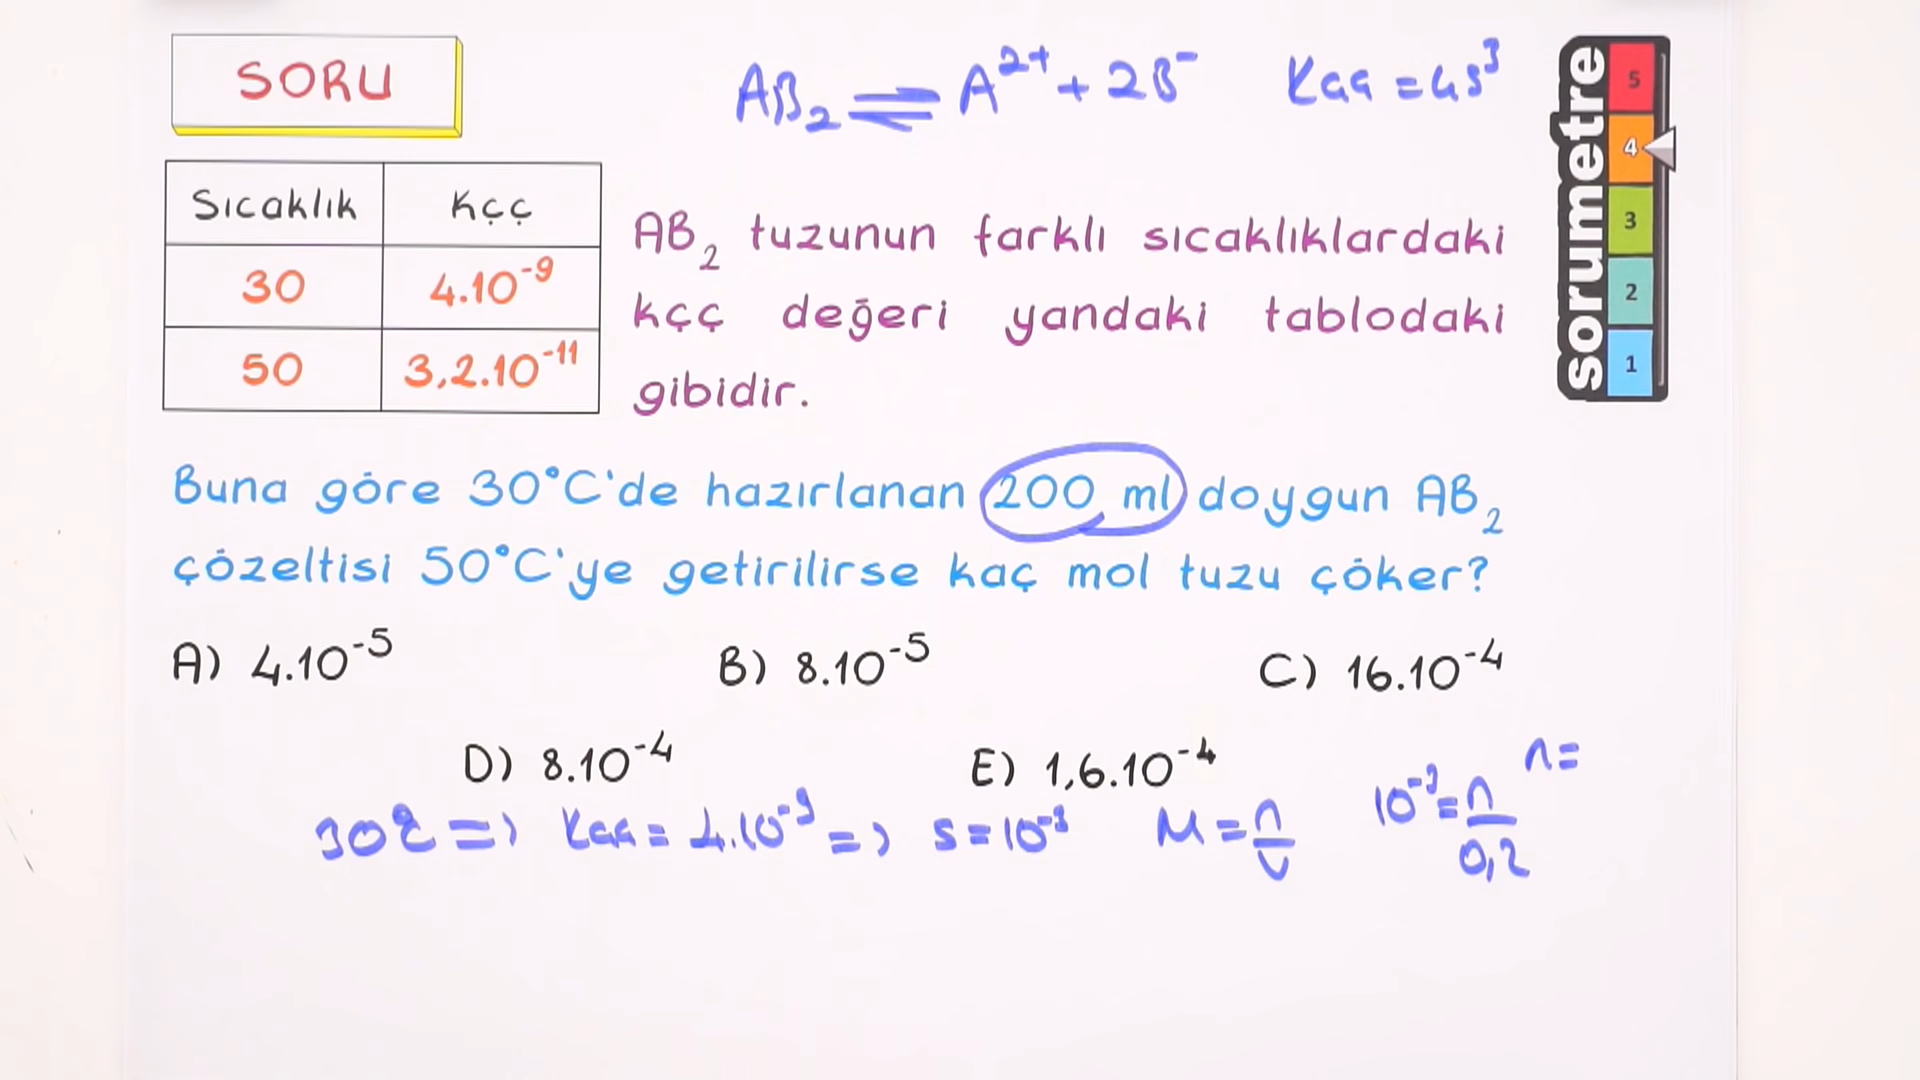 SORU
AB₂ ⇌ A²⁺ + 2B⁻ Kçç = 4s³
sorumetre
5
4
3
2
1
Sıcaklık Kçç
30 4.10⁻⁹
50 3,2.10⁻¹¹
AB₂ tuzunun farklı sıcaklıklardaki
kçç değeri yandaki tablodaki
gibidir.
Buna göre 30°C'de hazırlanan 200 ml doygun AB₂
çözeltisi 50°C'ye getirilirse kaç mol tuzu çöker?
A) 4.10⁻⁵ B) 8.10⁻⁵ C) 16.10⁻⁴
D) 8.10⁻⁴ E) 1,6.10⁻⁴
30°C => Kçç = 4.10⁻⁹ => s = 10⁻³ M = n/V 10⁻³ = n/0,2 n =